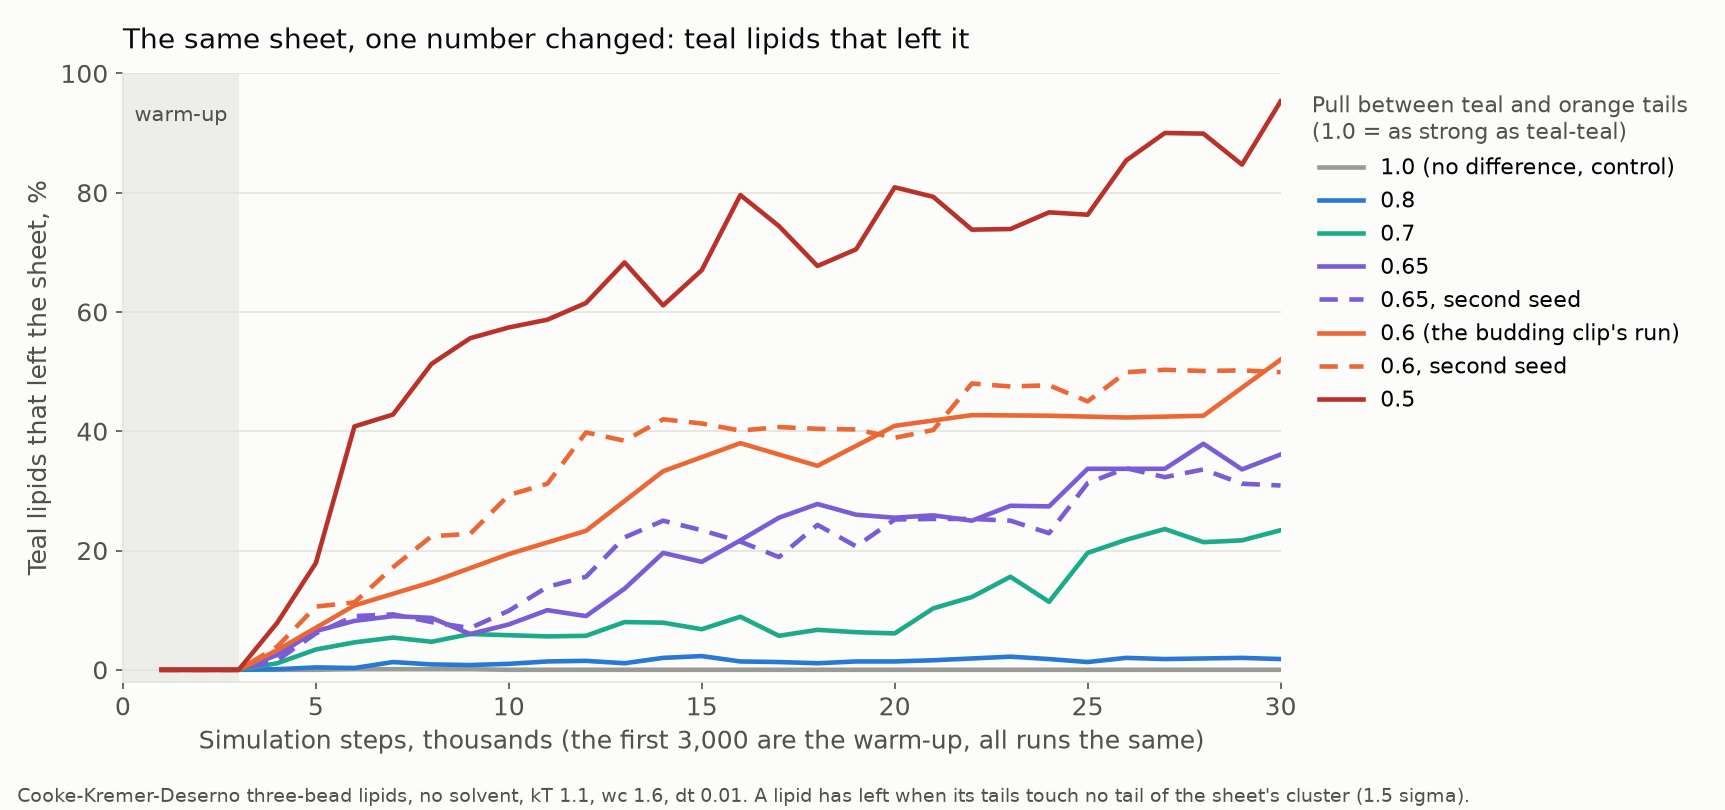 The same sheet, one number changed: teal lipids that left it
Teal lipids that left the sheet, %
100
80
60
40
20
0
warm-up
0 5 10 15 20 25 30
Simulation steps, thousands (the first 3,000 are the warm-up, all runs the same)
Pull between teal and orange tails
(1.0 = as strong as teal-teal)
1.0 (no difference, control)
0.8
0.7
0.65
0.65, second seed
0.6 (the budding clip's run)
0.6, second seed
0.5
Cooke-Kremer-Deserno three-bead lipids, no solvent, kT 1.1, wc 1.6, dt 0.01. A lipid has left when its tails touch no tail of the sheet's cluster (1.5 sigma).